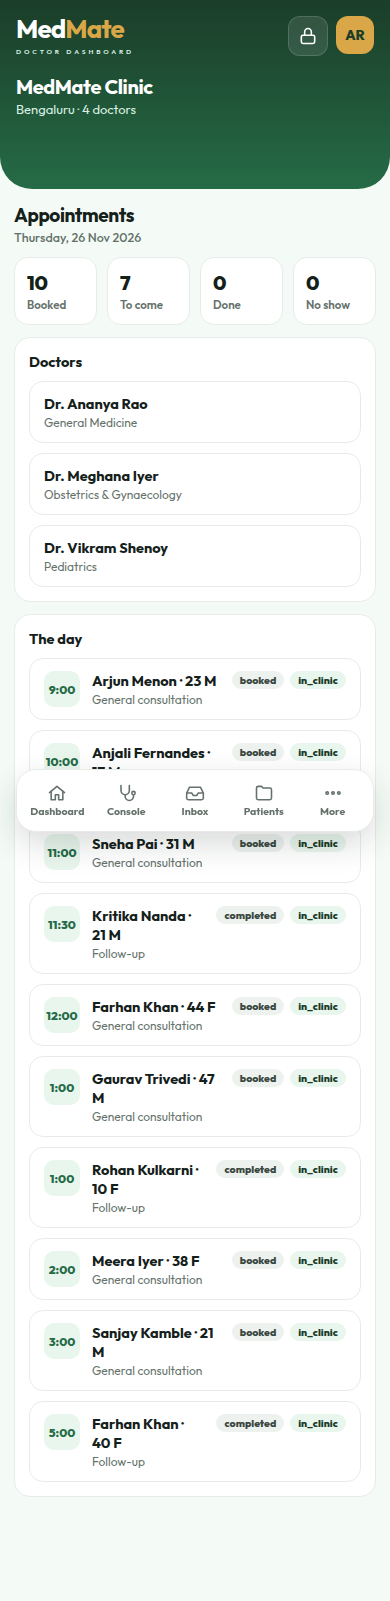 MedMate
DOCTOR DASHBOARD
AR
MedMate Clinic
Bengaluru · 4 doctors
Appointments
Thursday, 26 Nov 2026
10
Booked
7
To come
0
Done
0
No show
Doctors
Dr. Ananya Rao
General Medicine
Dr. Meghana Iyer
Obstetrics & Gynaecology
Dr. Vikram Shenoy
Pediatrics
The day
9:00
Arjun Menon · 23 M
booked
in_clinic
General consultation
10:00
Anjali Fernandes ·
booked
in_clinic
Dashboard
Console
Inbox
Patients
More
11:00
Sneha Pai · 31 M
booked
in_clinic
General consultation
11:30
Kritika Nanda ·
21 M
completed
in_clinic
Follow-up
12:00
Farhan Khan · 44 F
booked
in_clinic
General consultation
1:00
Gaurav Trivedi · 47
M
booked
in_clinic
General consultation
1:00
Rohan Kulkarni ·
10 F
completed
in_clinic
Follow-up
2:00
Meera Iyer · 38 F
booked
in_clinic
General consultation
3:00
Sanjay Kamble · 21
M
booked
in_clinic
General consultation
5:00
Farhan Khan ·
40 F
completed
in_clinic
Follow-up